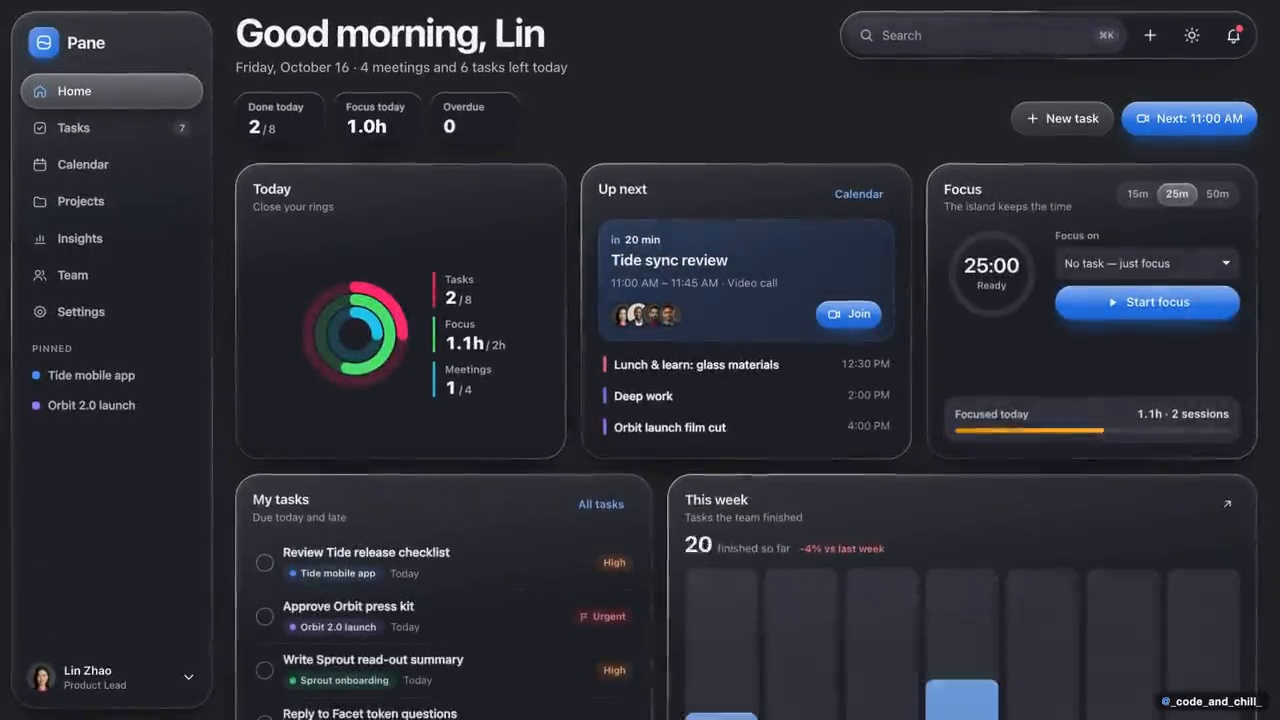 Pane
Home
Tasks 7
Calendar
Projects
Insights
Team
Settings
PINNED
Tide mobile app
Orbit 2.0 launch
Lin Zhao
Product Lead
Good morning, Lin
Friday, October 16 · 4 meetings and 6 tasks left today
Search ⌘K
Done today
2 / 8
Focus today
1.0h
Overdue
0
+ New task
Next: 11:00 AM
Today
Close your rings
Tasks
2 / 8
Focus
1.1h / 2h
Meetings
1 / 4
Up next
Calendar
in 20 min
Tide sync review
11:00 AM – 11:45 AM · Video call
Join
Lunch & learn: glass materials 12:30 PM
Deep work 2:00 PM
Orbit launch film cut 4:00 PM
Focus
The island keeps the time
15m 25m 50m
25:00
Ready
Focus on
No task — just focus
Start focus
Focused today 1.1h · 2 sessions
My tasks
Due today and late
All tasks
Review Tide release checklist
Tide mobile app Today
High
Approve Orbit press kit
Orbit 2.0 launch Today
Urgent
Write Sprout read-out summary
Sprout onboarding Today
High
Reply to Facet token questions
This week
Tasks the team finished
20 finished so far -4% vs last week
@_code_and_chill_